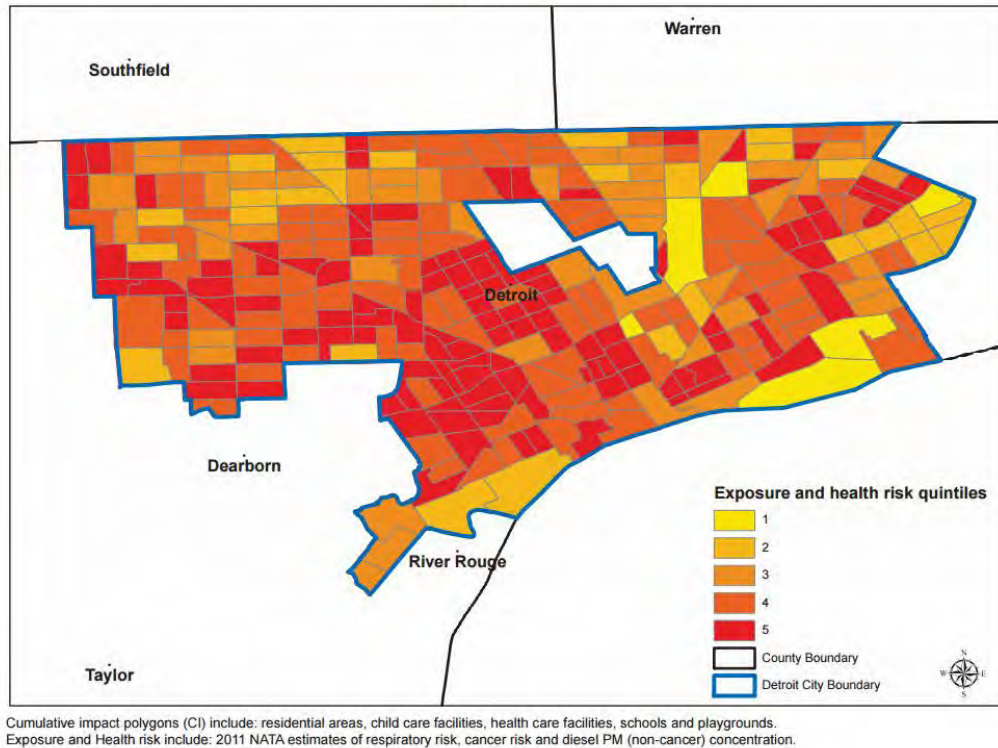 Warren
Southfield
Detroit
Dearborn
River Rouge
Taylor
Exposure and health risk quintiles
1
2
3
4
5
County Boundary
Detroit City Boundary
N
W E
S
Cumulative impact polygons (CI) include: residential areas, child care facilities, health care facilities, schools and playgrounds.
Exposure and Health risk include: 2011 NATA estimates of respiratory risk, cancer risk and diesel PM (non-cancer) concentration.